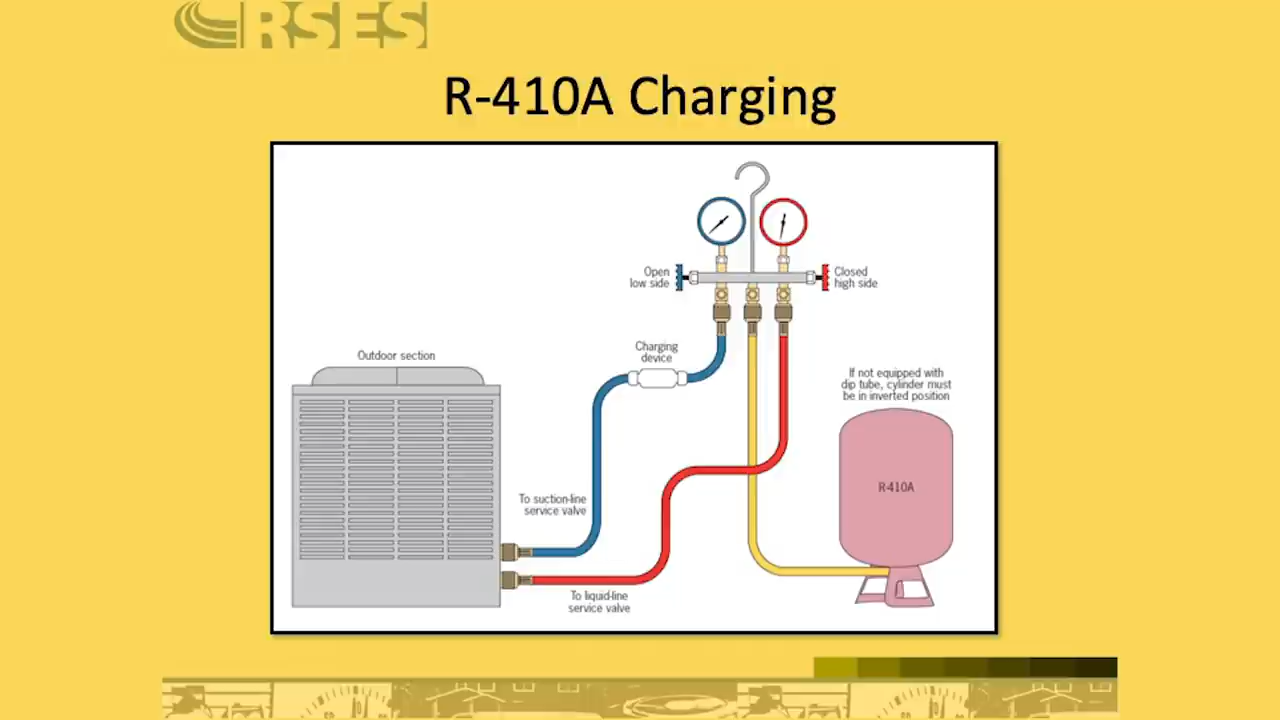 RSES
R-410A Charging
Open
low side
Closed
high side
Charging
device
Outdoor section
If not equipped with
dip tube, cylinder must
be in inverted position
R-410A
To suction-line
service valve
To liquid-line
service valve